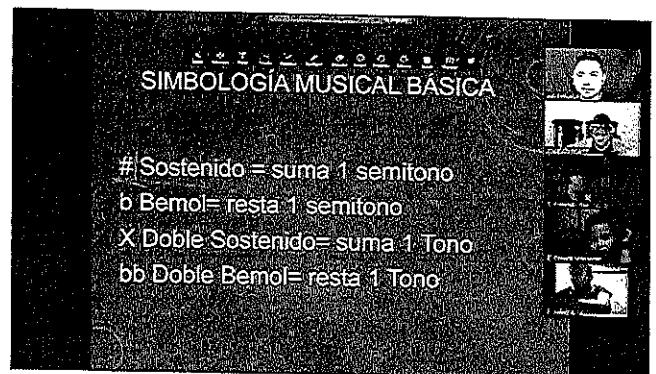 SIMBOLOGÍA MUSICAL BÁSICA
# Sostenido = suma 1 semitono
b Bemol= resta 1 semitono
X Doble Sostenido= suma 1 Tono
bb Doble Bemol= resta 1 Tono